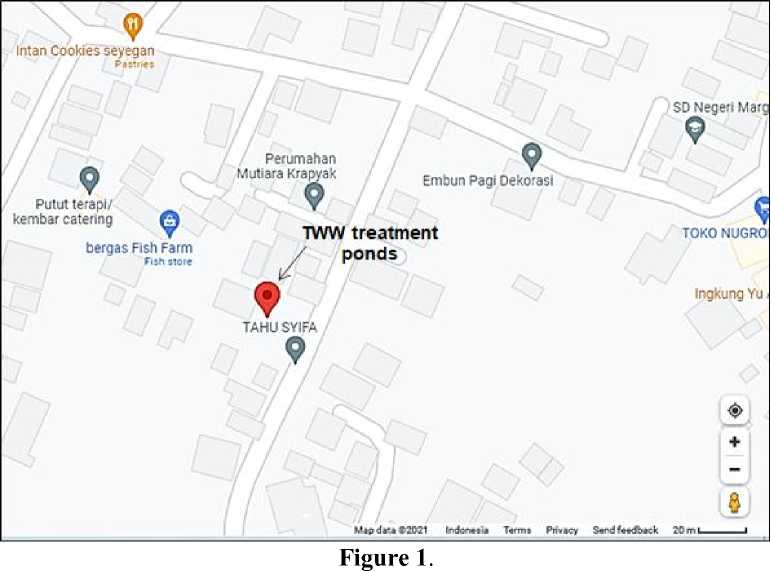 Intan Cookies seyegan
Pastries
SD Negeri Marg
Perumahan
Mutiara Krapyak
Embun Pagi Dekorasi
Putut terapi/
kembar catering
TWW treatment
ponds
TOKO NUGRO
bergas Fish Farm
Fish store
Ingkung Yu A
TAHU SYIFA
Map data ©2021 Indonesia Terms Privacy Send feedback 20 m
Figure 1.